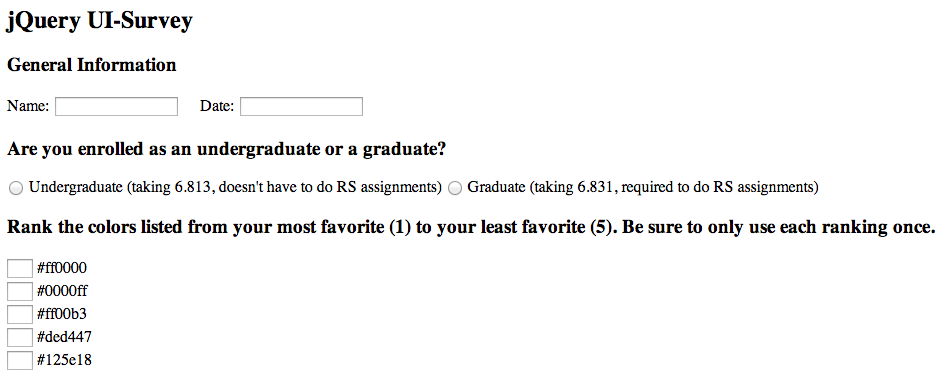 jQuery UI-Survey
General Information
Name: Date:
Are you enrolled as an undergraduate or a graduate?
Undergraduate (taking 6.813, doesn't have to do RS assignments) Graduate (taking 6.831, required to do RS assignments)
Rank the colors listed from your most favorite (1) to your least favorite (5). Be sure to only use each ranking once.
#ff0000
#0000ff
#ff00b3
#ded447
#125e18